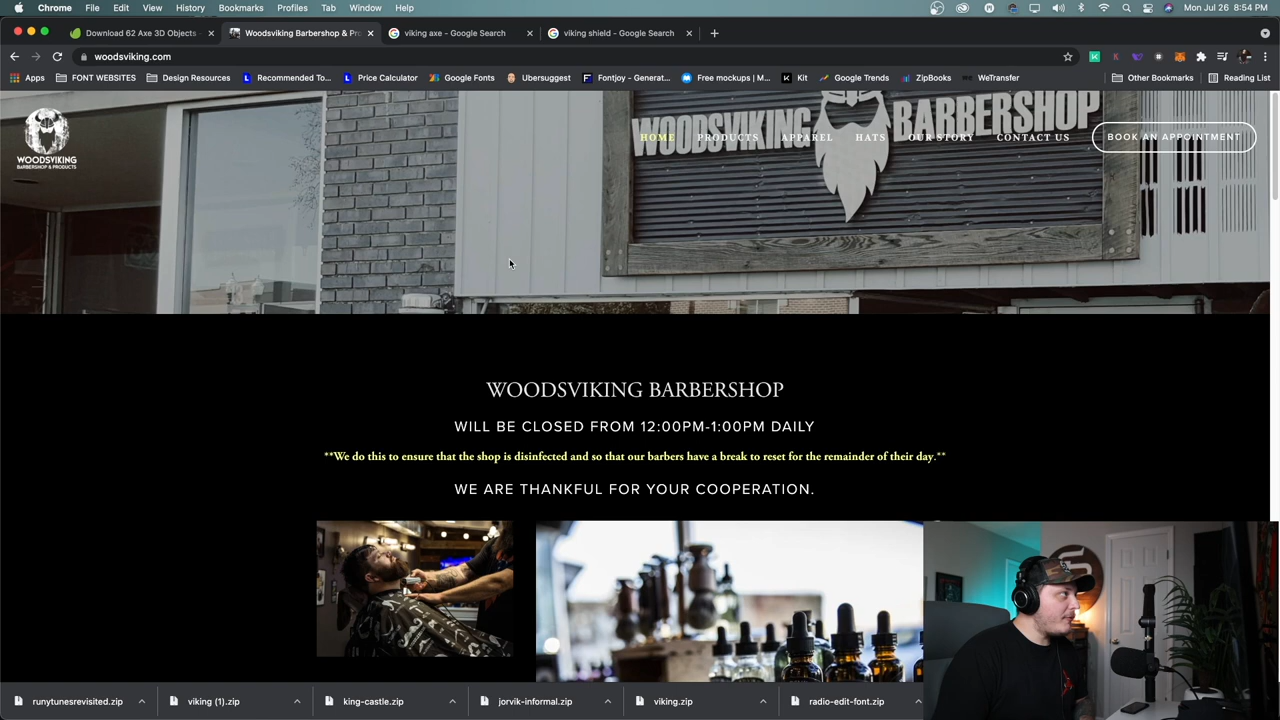 Chrome File Edit View History Bookmarks Profiles Tab Window Help Mon Jul 26 8:54 PM
Download 62 Axe 3D Objects - Woodsviking Barbershop & Pro viking axe - Google Search viking shield - Google Search
woodsviking.com
Apps FONT WEBSITES Design Resources Recommended To... Price Calculator Google Fonts Ubersuggest Fontjoy - Generat... Free mockups | M... Kit Google Trends ZipBooks WeTransfer Other Bookmarks Reading List
WOODSVIKING BARBERSHOP
HOME PRODUCTS APPAREL HATS OUR STORY CONTACT US BOOK AN APPOINTMENT
WOODSVIKING
BARBERSHOP & PRODUCTS
WOODSVIKING BARBERSHOP
WILL BE CLOSED FROM 12:00PM-1:00PM DAILY
**We do this to ensure that the shop is disinfected and so that our barbers have a break to reset for the remainder of their day.**
WE ARE THANKFUL FOR YOUR COOPERATION.
runytunesrevisited.zip viking (1).zip king-castle.zip jorvik-informal.zip viking.zip radio-edit-font.zip